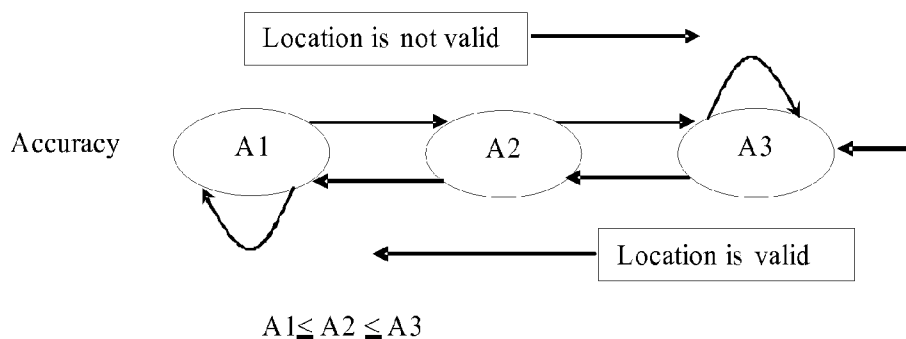 Location is not valid
Accuracy
A1
A2
A3
Location is valid
A1≤ A2 ≤ A3